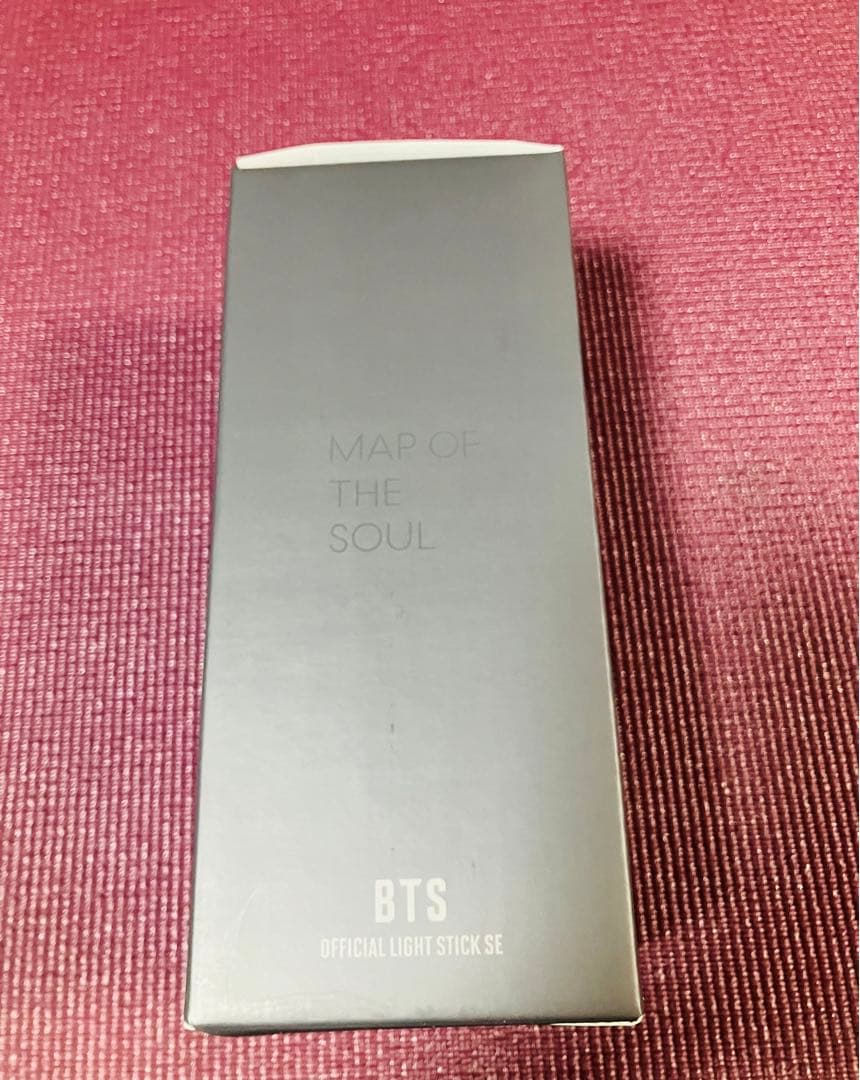 MAP OF
THE
SOUL
BTS
OFFICIAL LIGHT STICK SE